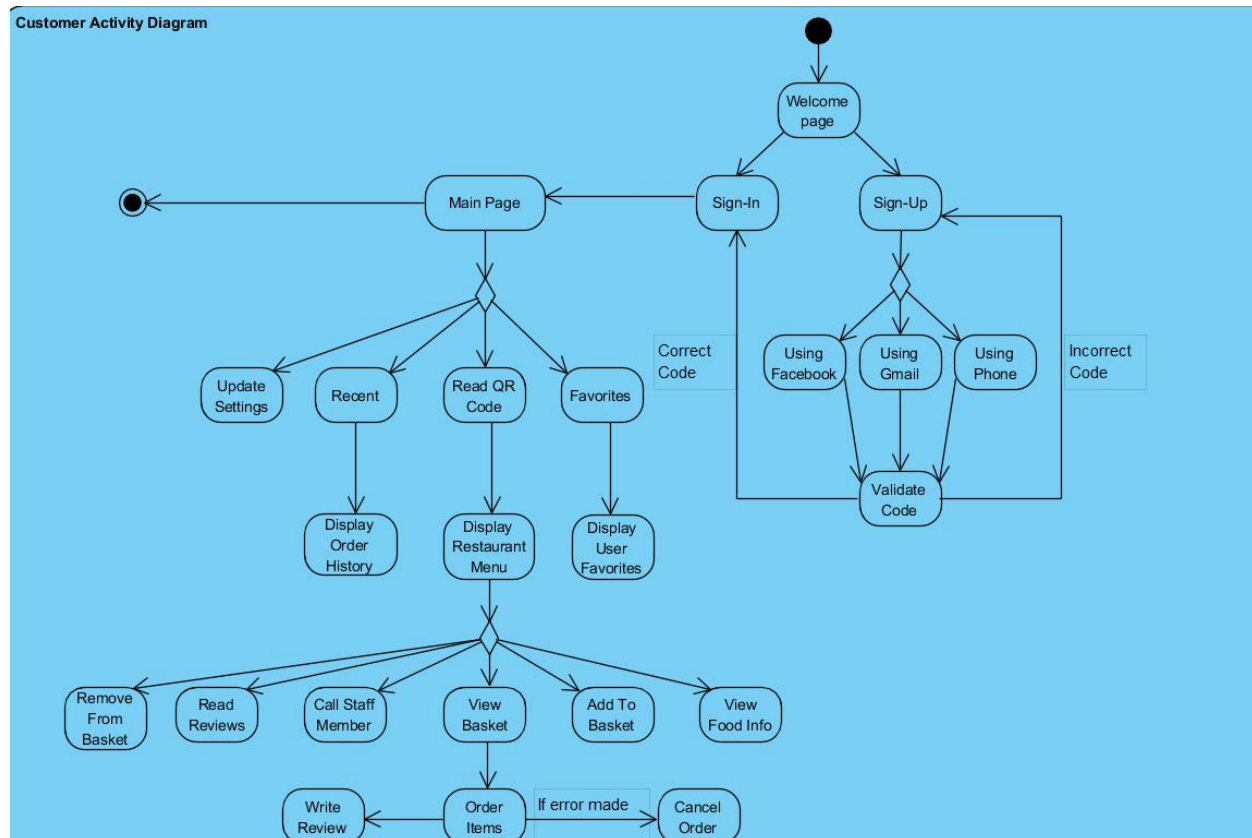 Customer Activity Diagram
Welcome
page
Main Page
Sign-In
Sign-Up
Correct
Code
Using
Facebook
Using
Gmail
Using
Phone
Incorrect
Code
Update
Settings
Recent
Read QR
Code
Favorites
Validate
Code
Display
Order
History
Display
Restaurant
Menu
Display
User
Favorites
Remove
From
Basket
Read
Reviews
Call Staff
Member
View
Basket
Add To
Basket
View
Food Info
Write
Review
Order
Items
If error made
Cancel
Order